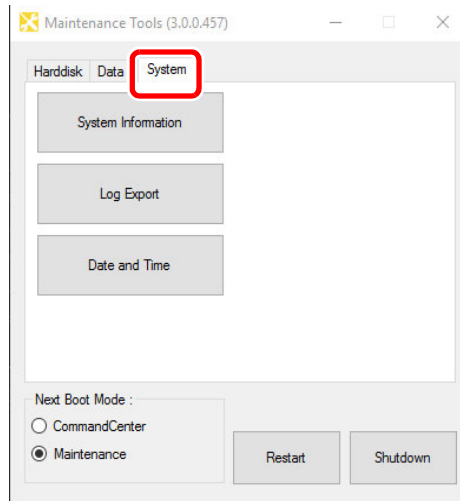 Maintenance Tools (3.0.0.457)
Harddisk Data System
System Information
Log Export
Date and Time
Next Boot Mode :
CommandCenter
Maintenance
Restart Shutdown